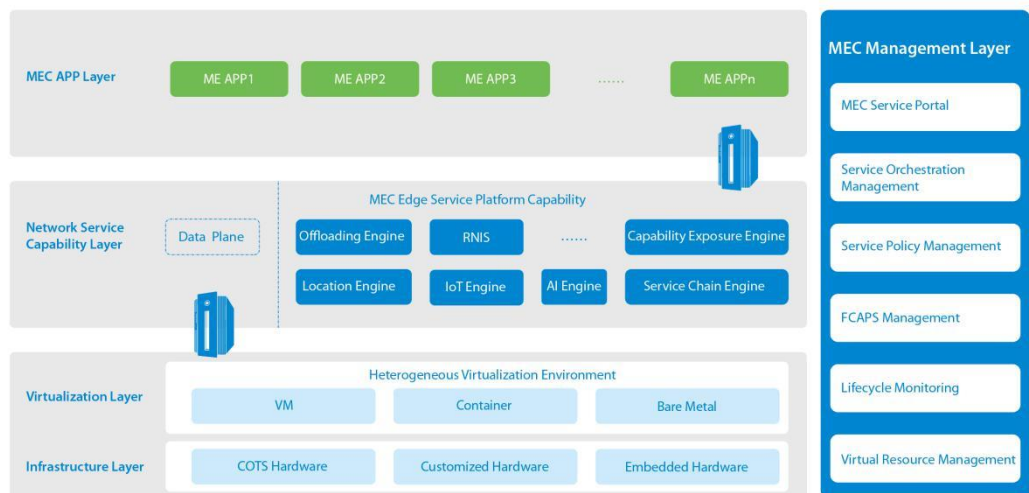 MEC APP Layer
ME APP1
ME APP2
ME APP3
......
ME APPn
Network Service
Capability Layer
Data Plane
MEC Edge Service Platform Capability
Offloading Engine
RNIS
......
Capability Exposure Engine
Location Engine
IoT Engine
AI Engine
Service Chain Engine
Virtualization Layer
Heterogeneous Virtualization Environment
VM
Container
Bare Metal
Infrastructure Layer
COTS Hardware
Customized Hardware
Embedded Hardware
MEC Management Layer
MEC Service Portal
Service Orchestration
Management
Service Policy Management
FCAPS Management
Lifecycle Monitoring
Virtual Resource Management